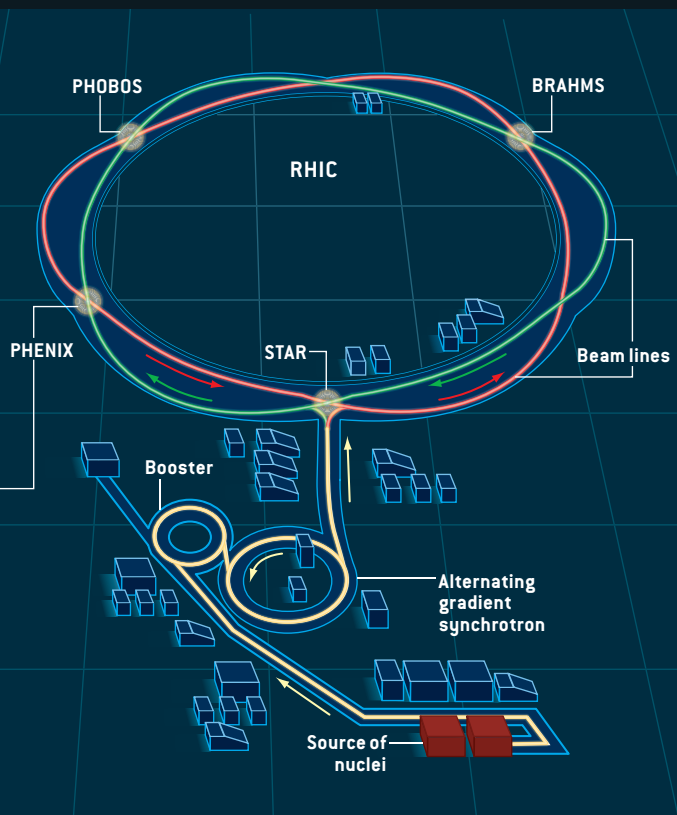 PHOBOS
BRAHMS
RHIC
PHENIX
STAR
Beam lines
Booster
Alternating
gradient
synchrotron
Source of
nuclei